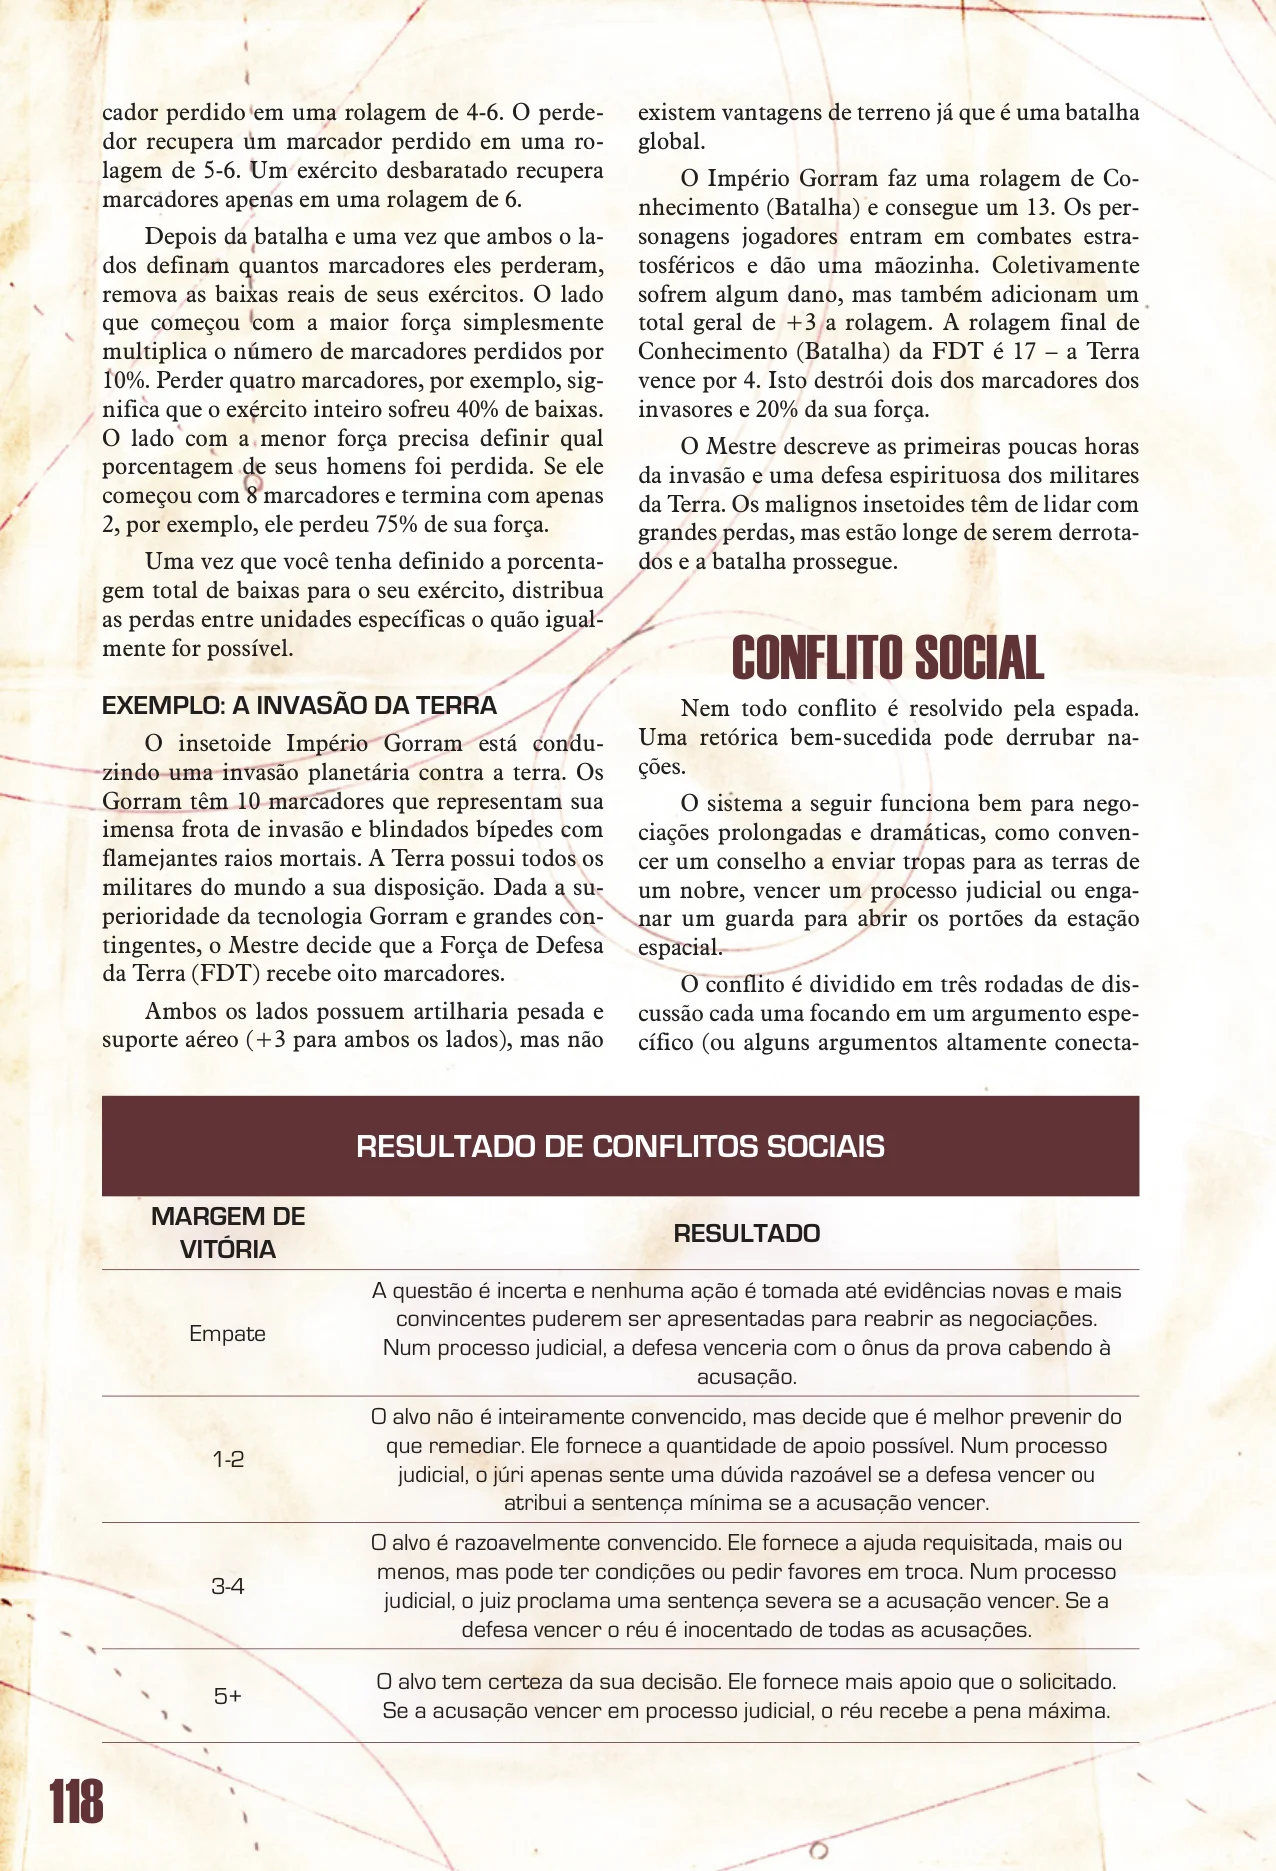 cador perdido em uma rolagem de 4-6. O perde-
dor recupera um marcador perdido em uma ro-
lagem de 5-6. Um exército desbaratado recupera
marcadores apenas em uma rolagem de 6.
Depois da batalha e uma vez que ambos o la-
dos definam quantos marcadores eles perderam,
remova as baixas reais de seus exércitos. O lado
que começou com a maior força simplesmente
multiplica o número de marcadores perdidos por
10%. Perder quatro marcadores, por exemplo, sig-
nifica que o exército inteiro sofreu 40% de baixas.
O lado com a menor força precisa definir qual
porcentagem de seus homens foi perdida. Se ele
começou com 8 marcadores e termina com apenas
2, por exemplo, ele perdeu 75% de sua força.
Uma vez que você tenha definido a porcenta-
gem total de baixas para o seu exército, distribua
as perdas entre unidades específicas o quão igual-
mente for possível.
EXEMPLO: A INVASÃO DA TERRA
O insetoide Império Gorram está condu-
zindo uma invasão planetária contra a terra. Os
Gorram têm 10 marcadores que representam sua
imensa frota de invasão e blindados bípedes com
flamejantes raios mortais. A Terra possui todos os
militares do mundo a sua disposição. Dada a su-
perioridade da tecnologia Gorram e grandes con-
tingentes, o Mestre decide que a Força de Defesa
da Terra (FDT) recebe oito marcadores.
Ambos os lados possuem artilharia pesada e
suporte aéreo (+3 para ambos os lados), mas não
existem vantagens de terreno já que é uma batalha
global.
O Império Gorram faz uma rolagem de Co-
nhecimento (Batalha) e consegue um 13. Os per-
sonagens jogadores entram em combates estra-
tosféricos e dão uma mãozinha. Coletivamente
sofrem algum dano, mas também adicionam um
total geral de +3 a rolagem. A rolagem final de
Conhecimento (Batalha) da FDT é 17 – a Terra
vence por 4. Isto destrói dois dos marcadores dos
invasores e 20% da sua força.
O Mestre descreve as primeiras poucas horas
da invasão e uma defesa espirituosa dos militares
da Terra. Os malignos insetoides têm de lidar com
grandes perdas, mas estão longe de serem derrota-
dos e a batalha prossegue.
CONFLITO SOCIAL
Nem todo conflito é resolvido pela espada.
Uma retórica bem-sucedida pode derrubar na-
ções.
O sistema a seguir funciona bem para nego-
ciações prolongadas e dramáticas, como conven-
cer um conselho a enviar tropas para as terras de
um nobre, vencer um processo judicial ou enga-
nar um guarda para abrir os portões da estação
espacial.
O conflito é dividido em três rodadas de dis-
cussão cada uma focando em um argumento espe-
cífico (ou alguns argumentos altamente conecta-
RESULTADO DE CONFLITOS SOCIAIS
MARGEM DE
VITÓRIA
RESULTADO
Empate
A questão é incerta e nenhuma ação é tomada até evidências novas e mais
convincentes puderem ser apresentadas para reabrir as negociações.
Num processo judicial, a defesa venceria com o ônus da prova cabendo à
acusação.
1-2
O alvo não é inteiramente convencido, mas decide que é melhor prevenir do
que remediar. Ele fornece a quantidade de apoio possível. Num processo
judicial, o júri apenas sente uma dúvida razoável se a defesa vencer ou
atribui a sentença mínima se a acusação vencer.
3-4
O alvo é razoavelmente convencido. Ele fornece a ajuda requisitada, mais ou
menos, mas pode ter condições ou pedir favores em troca. Num processo
judicial, o juiz proclama uma sentença severa se a acusação vencer. Se a
defesa vencer o réu é inocentado de todas as acusações.
5+
O alvo tem certeza da sua decisão. Ele fornece mais apoio que o solicitado.
Se a acusação vencer em processo judicial, o réu recebe a pena máxima.
118